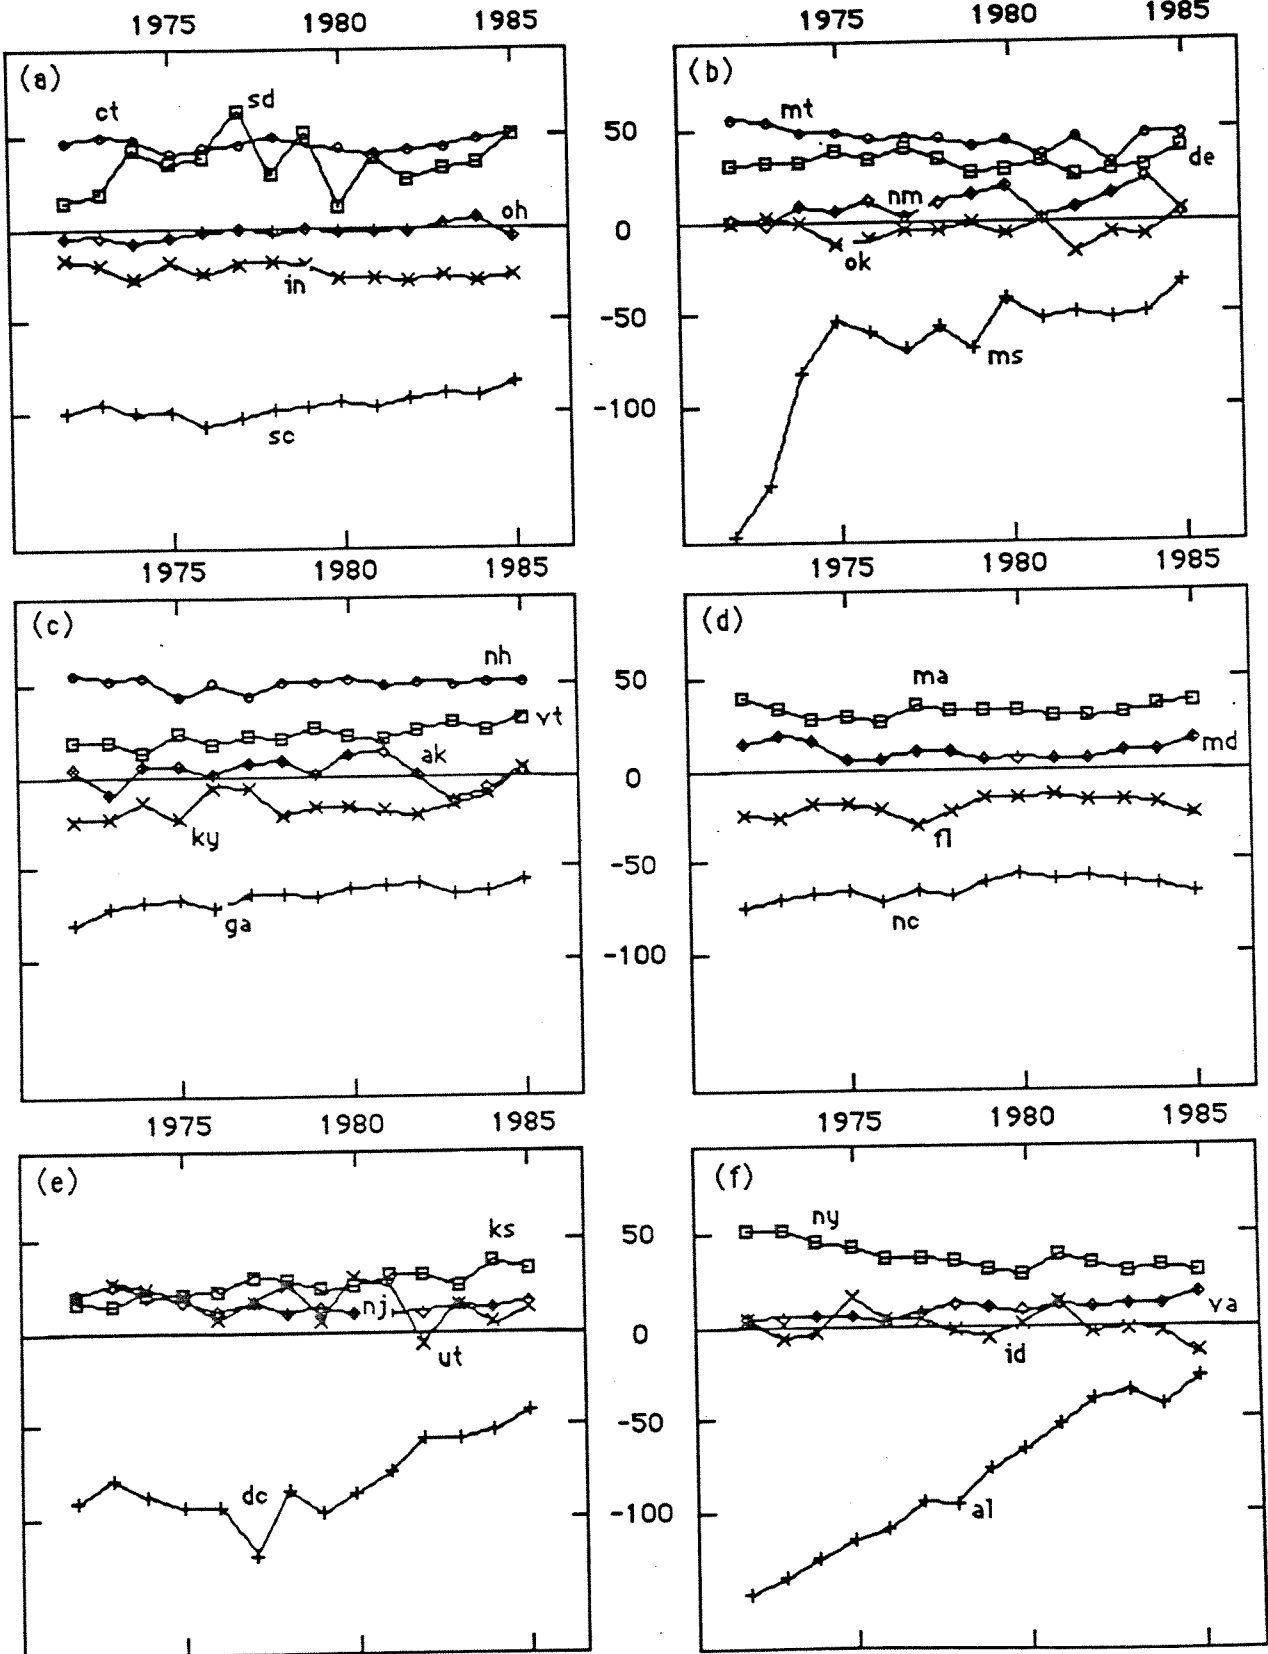 1975 1980 1985 1975 1980 1985
(a) (b)
ct sd 50 mt
de
oh nm
0
in ok
-50
ms
-100
sc
1975 1980 1985 1975 1980 1985
(c) (d)
nh 50 ma
vt
ak md
0
ky fl
-50
ga nc
-100
1975 1980 1985 1975 1980 1985
(e) (f)
ks 50 ny
nj va
0
ut id
-50
dc
-100 al